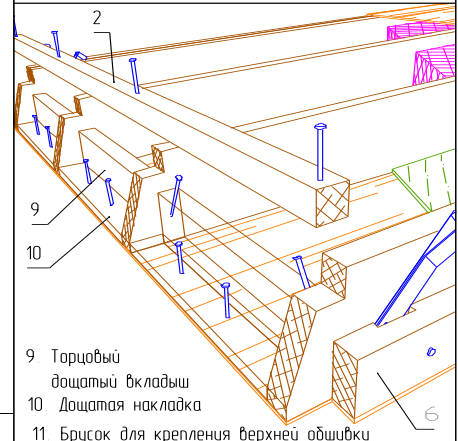 2
9
10
6
9 Торцовый
дощатый вкладыш
10. Дощатая накладка
11. Брусок для крепления верхней обшивки